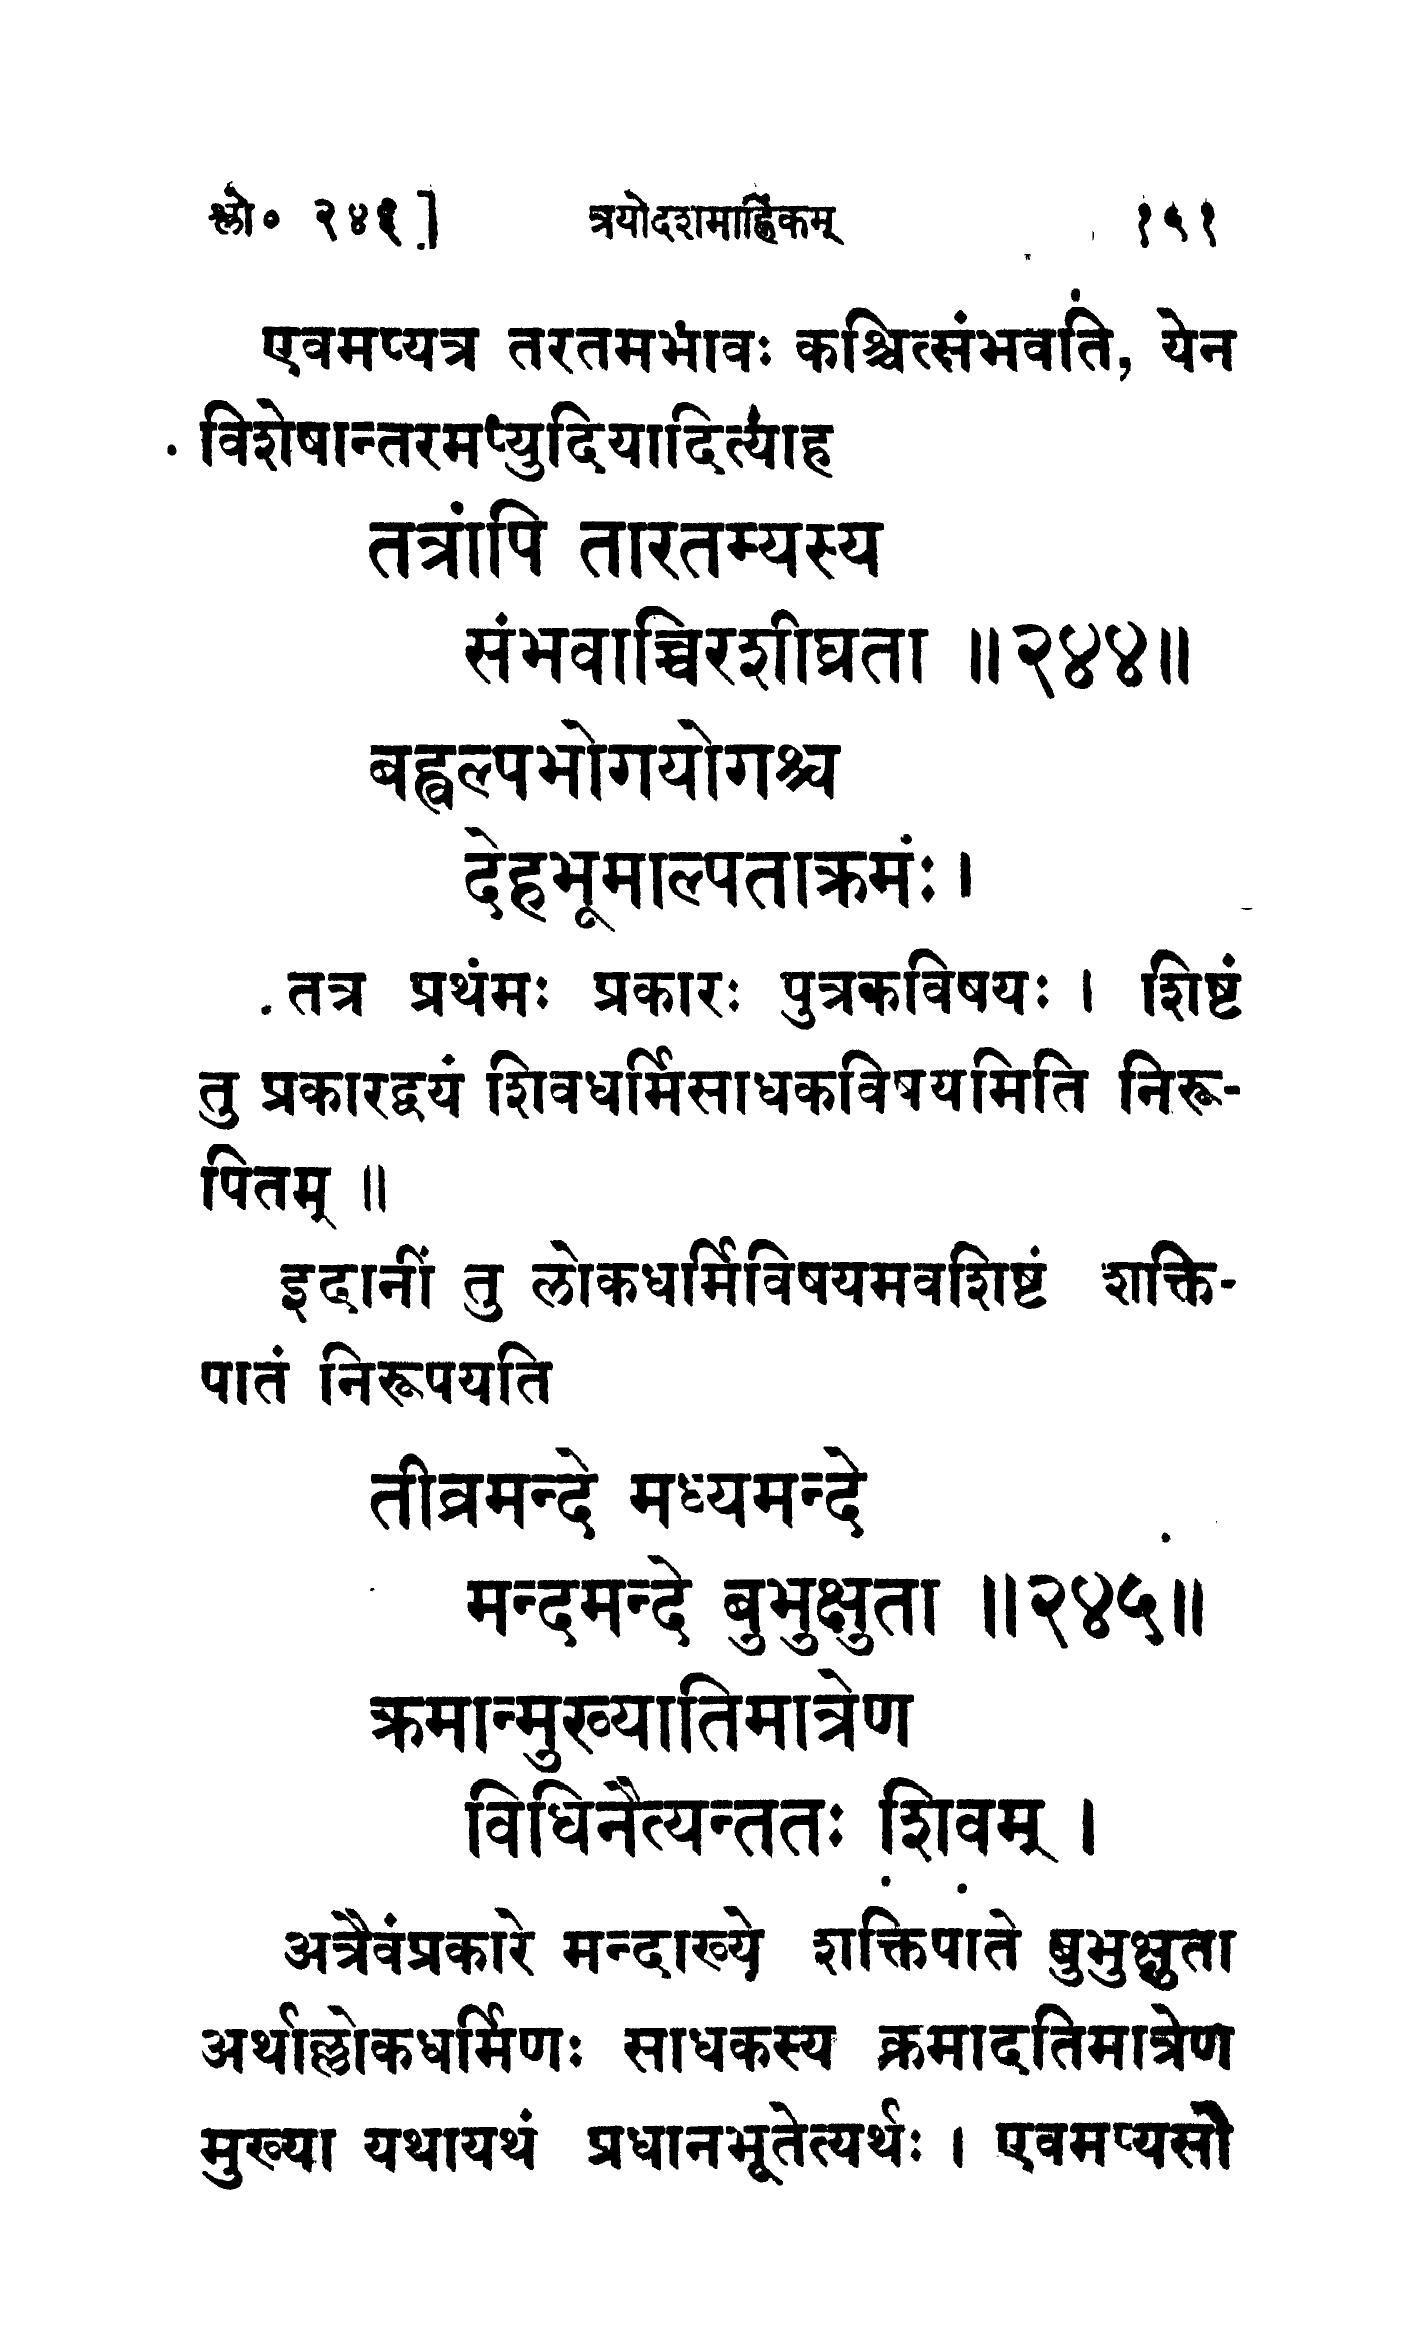 श्लो० २४१] त्रयोदशमाह्निकम् १५१
एवमप्यत्र तरतमभावः कश्चित्संभवति, येन
विशेषान्तरमप्युदियादित्याह
तत्रापि तारतम्यस्य
संभवाच्चिरशीघ्रता ॥२४४॥
बह्वल्पभोगयोगश्च
देहभूमाल्पताक्रमः ।
तत्र प्रथमः प्रकारः पुत्रकविषयः । शिष्टं
तु प्रकारद्वयं शिवधर्मिसाधकविषयमिति निरू-
पितम् ॥
इदानीं तु लोकधर्मिविषयमवशिष्टं शक्ति-
पातं निरूपयति
तीव्रमन्दे मध्यमन्दे
मन्दमन्दे बुभुक्षुता ॥२४५॥
क्रमान्मुख्यातिमात्रेण
विधिनैत्यन्ततः शिवम् ।
अत्रैवंप्रकारे मन्दाख्ये शक्तिपाते बुभुक्षुता
अर्थाल्लोकधर्मिणः साधकस्य क्रमादतिमात्रेण
मुख्या यथायथं प्रधानभूतेत्यर्थः । एवमप्यसौ